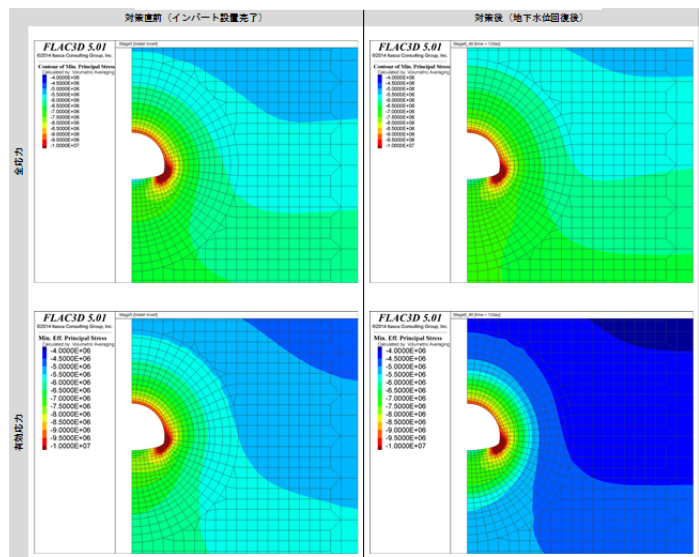 対策直前（インバート設置完了）
対策後（地下水位回復後）
全応力
FLAC3D 5.01
©2014 Itasca Consulting Group, Inc.
Contour of Min. Principal Stress
Calculated by: Volumetric Averaging
-4.0000E+06
-4.5000E+06
-5.0000E+06
-5.5000E+06
-6.0000E+06
-6.5000E+06
-7.0000E+06
-7.5000E+06
-8.0000E+06
-8.5000E+06
-9.0000E+06
-9.5000E+06
-1.0000E+07
FLAC3D 5.01
©2014 Itasca Consulting Group, Inc.
Contour of Min. Principal Stress
Calculated by: Volumetric Averaging
-4.0000E+06
-4.5000E+06
-5.0000E+06
-5.5000E+06
-6.0000E+06
-6.5000E+06
-7.0000E+06
-7.5000E+06
-8.0000E+06
-8.5000E+06
-9.0000E+06
-9.5000E+06
-1.0000E+07
有効応力
FLAC3D 5.01
©2014 Itasca Consulting Group, Inc.
Min. Eff. Principal Stress
Calculated by: Volumetric Averaging
-4.0000E+06
-4.5000E+06
-5.0000E+06
-5.5000E+06
-6.0000E+06
-6.5000E+06
-7.0000E+06
-7.5000E+06
-8.0000E+06
-8.5000E+06
-9.0000E+06
-9.5000E+06
-1.0000E+07
FLAC3D 5.01
©2014 Itasca Consulting Group, Inc.
Min. Eff. Principal Stress
Calculated by: Volumetric Averaging
-4.0000E+06
-4.5000E+06
-5.0000E+06
-5.5000E+06
-6.0000E+06
-6.5000E+06
-7.0000E+06
-7.5000E+06
-8.0000E+06
-8.5000E+06
-9.0000E+06
-9.5000E+06
-1.0000E+07